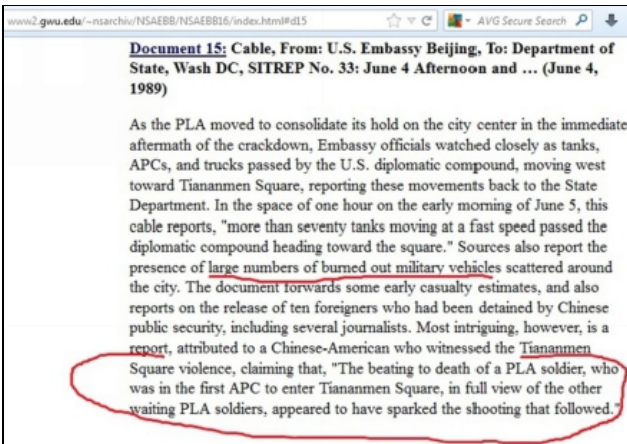 www2.gwu.edu/~nsarchiv/NSAEBB/NSAEBB16/index.html#d15
AVG Secure Search
Document 15: Cable, From: U.S. Embassy Beijing, To: Department of
State, Wash DC, SITREP No. 33: June 4 Afternoon and ... (June 4,
1989)
As the PLA moved to consolidate its hold on the city center in the immediate
aftermath of the crackdown, Embassy officials watched closely as tanks,
APCs, and trucks passed by the U.S. diplomatic compound, moving west
toward Tiananmen Square, reporting these movements back to the State
Department. In the space of one hour on the early morning of June 5, this
cable reports, "more than seventy tanks moving at a fast speed passed the
diplomatic compound heading toward the square." Sources also report the
presence of large numbers of burned out military vehicles scattered around
the city. The document forwards some early casualty estimates, and also
reports on the release of ten foreigners who had been detained by Chinese
public security, including several journalists. Most intriguing, however, is a
report, attributed to a Chinese-American who witnessed the Tiananmen
Square violence, claiming that, "The beating to death of a PLA soldier, who
was in the first APC to enter Tiananmen Square, in full view of the other
waiting PLA soldiers, appeared to have sparked the shooting that followed."